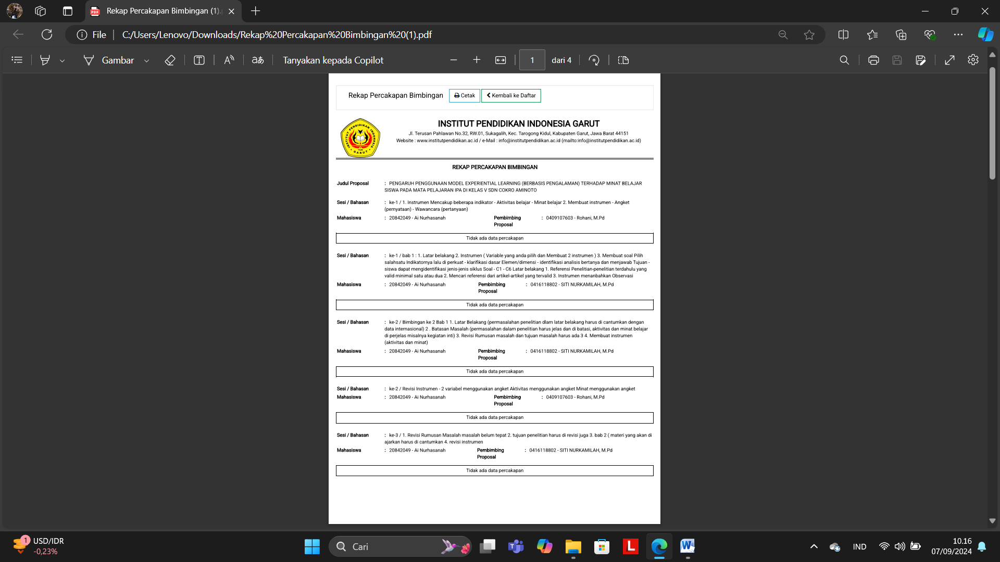 Rekap Percakapan Bimbingan (1).p
File
C:/Users/Lenovo/Downloads/Rekap%20Percakapan%20Bimbingan%20(1).pdf
Gambar
Tanyakan kepada Copilot
1
dari 4
Rekap Percakapan Bimbingan
Cetak
Kembali ke Daftar
INSTITUT PENDIDIKAN INDONESIA
GARUT
INSTITUT PENDIDIKAN INDONESIA GARUT
Jl. Terusan Pahlawan No.32, RW.01, Sukagalih, Kec. Tarogong Kidul, Kabupaten Garut, Jawa Barat 44151
Website : www.institutpendidikan.ac.id / e-Mail : info@institutpendidikan.ac.id (mailto:info@institutpendidikan.ac.id)
REKAP PERCAKAPAN BIMBINGAN
Judul Proposal : PENGARUH PENGGUNAAN MODEL EXPERIENTIAL LEARNING (BERBASIS PENGALAMAN) TERHADAP MINAT BELAJAR
SISWA PADA MATA PELAJARAN IPA DI KELAS V SDN COKRO AMINOTO
Sesi / Bahasan : ke-1 / 1. Instrumen Mencakup beberapa indikator - Aktivitas belajar - Minat belajar 2. Membuat instrumen - Angket
(pernyataan) - Wawancara (pertanyaan)
Mahasiswa : 20842049 - Ai Nurhasanah Pembimbing : 0409107603 - Rohani, M.Pd
Proposal
Tidak ada data percakapan
Sesi / Bahasan : ke-1 / bab 1 : 1. Latar belakang 2. Instrumen ( Variable yang anda pilih dan Membuat 2 instrumen ) 3. Membuat soal Pilih
salahsatu Indikatornya lalu di perkuat - klarifikasi dasar Elemen/dimensi - identifikasi analisis bertanya dan menjawab Tujuan -
siswa dapat mengidentifikasi jenis-jenis siklus Soal - C1 - C6 Latar belakang 1. Referensi Penelitian-penelitian terdahulu yang
valid minimal satu atau dua 2. Mencari referensi dari artikel-artikel yang tervalid 3. Instrumen menanbahkan Observasi
Mahasiswa : 20842049 - Ai Nurhasanah Pembimbing : 0416118802 - SITI NURKAMILAH, M.Pd
Proposal
Tidak ada data percakapan
Sesi / Bahasan : ke-2 / Bimbingan ke 2 Bab 1 1. Latar Belakang (permasalahan penelitian dlam latar belakang harus di cantumkan dengan
data internasional) 2 . Batasan Masalah (permasalahan dalam penelitian harus jelas dan di batasi, aktivitas dan minat belajar
di perjelas misalnya kegiatan inti) 3. Revisi Rumusan masalah dan tujuan masalah harus ada 3 4. Membuat instrumen
(aktivitas dan minat)
Mahasiswa : 20842049 - Ai Nurhasanah Pembimbing : 0416118802 - SITI NURKAMILAH, M.Pd
Proposal
Tidak ada data percakapan
Sesi / Bahasan : ke-2 / Revisi Instrumen - 2 variabel menggunakan angket Aktivitas menggunakan angket Minat menggunakan angket
Mahasiswa : 20842049 - Ai Nurhasanah Pembimbing : 0409107603 - Rohani, M.Pd
Proposal
Tidak ada data percakapan
Sesi / Bahasan : ke-3 / 1. Revisi Rumusan Masalah masalah belum tepat 2. tujuan penelitian harus di revisi juga 3. bab 2 ( materi yang akan di
ajarkan harus di cantumkan 4. revisi instrumen
Mahasiswa : 20842049 - Ai Nurhasanah Pembimbing : 0416118802 - SITI NURKAMILAH, M.Pd
Proposal
Tidak ada data percakapan
1
USD/IDR
-0,23%
Cari
IND
10.16
07/09/2024